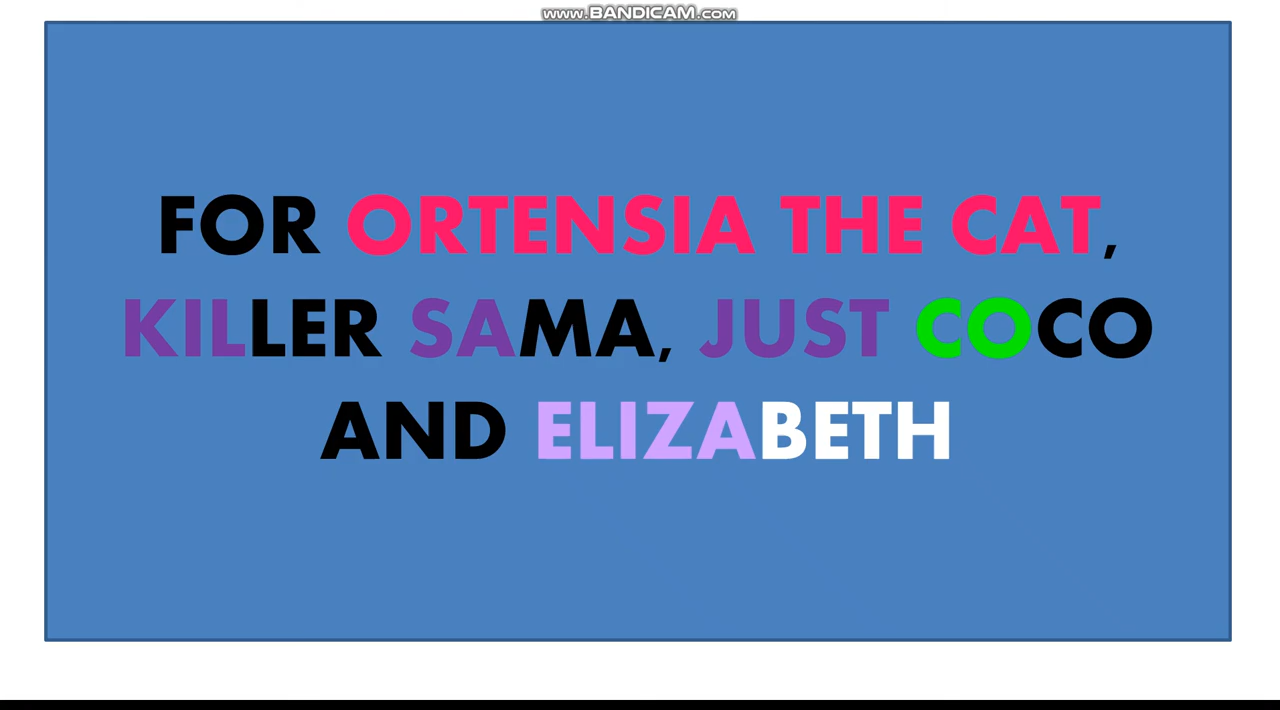 www.BANDICAM.com
FOR ORTENSIA THE CAT,
KILLER SAMA, JUST COCO
AND ELIZABETH